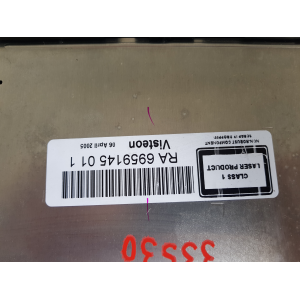 CLASS 1
LASER PRODUCT
RA 6959145 01 1
Visteon
06 April 2005
33530